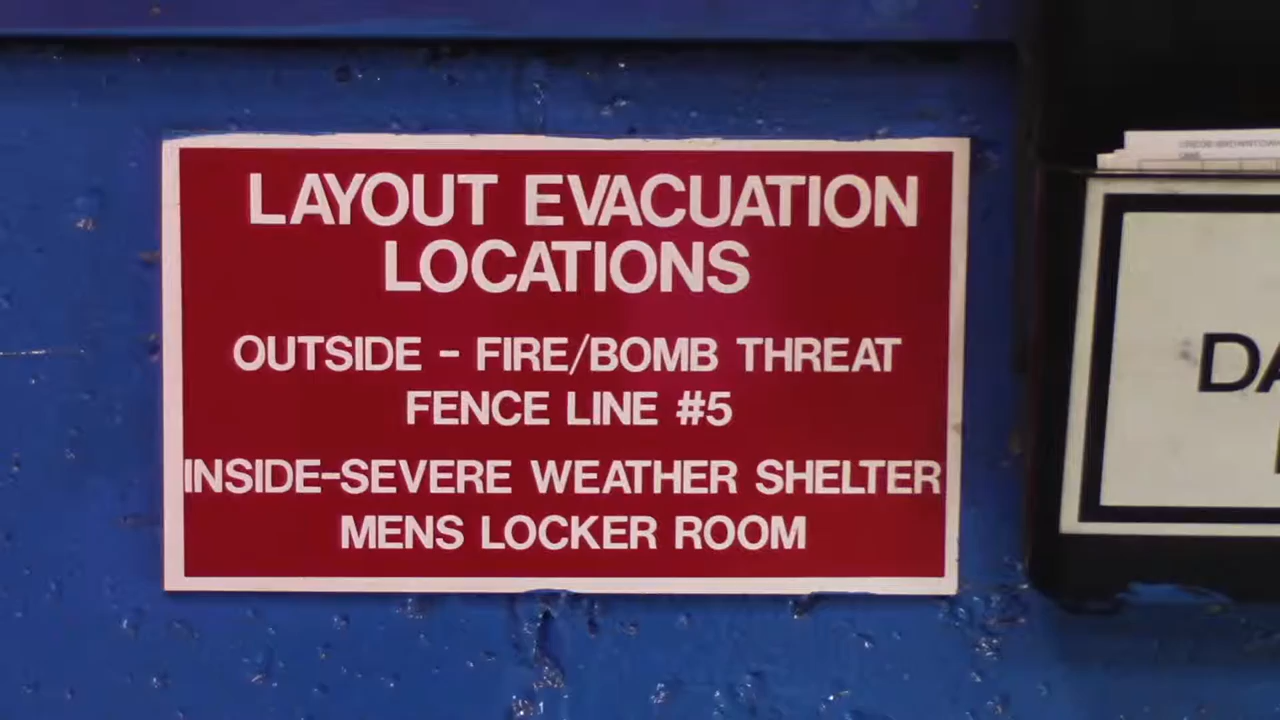 LAYOUT EVACUATION
LOCATIONS
OUTSIDE - FIRE/BOMB THREAT
FENCE LINE #5
INSIDE-SEVERE WEATHER SHELTER
MENS LOCKER ROOM